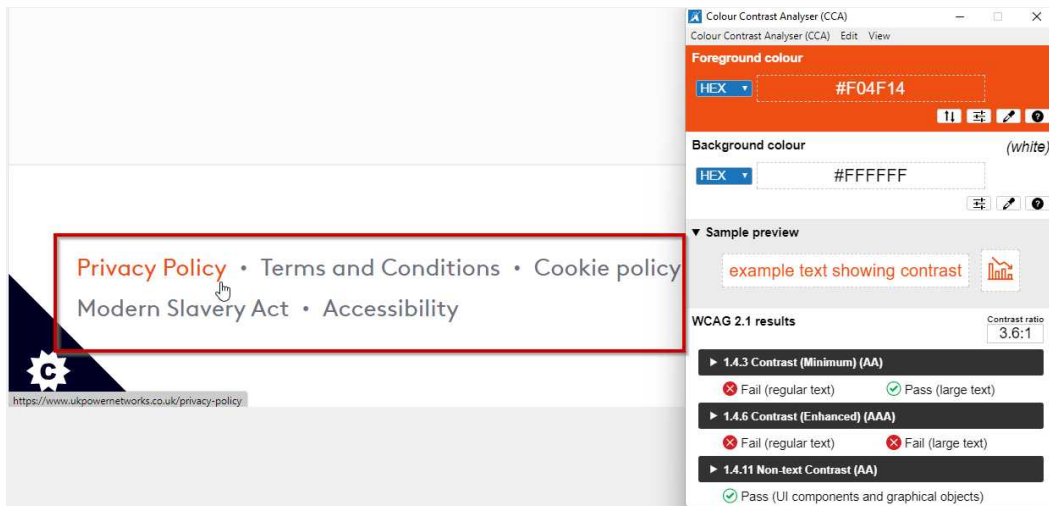 Privacy Policy • Terms and Conditions • Cookie policy
Modern Slavery Act • Accessibility
C
https://www.ukpowernetworks.co.uk/privacy-policy
Colour Contrast Analyser (CCA)
Colour Contrast Analyser (CCA) Edit View
Foreground colour
HEX #F04F14
Background colour (white)
HEX #FFFFFF
▼ Sample preview
example text showing contrast
WCAG 2.1 results
Contrast ratio
3.6:1
▶ 1.4.3 Contrast (Minimum) (AA)
Fail (regular text) Pass (large text)
▶ 1.4.6 Contrast (Enhanced) (AAA)
Fail (regular text) Fail (large text)
▶ 1.4.11 Non-text Contrast (AA)
Pass (UI components and graphical objects)